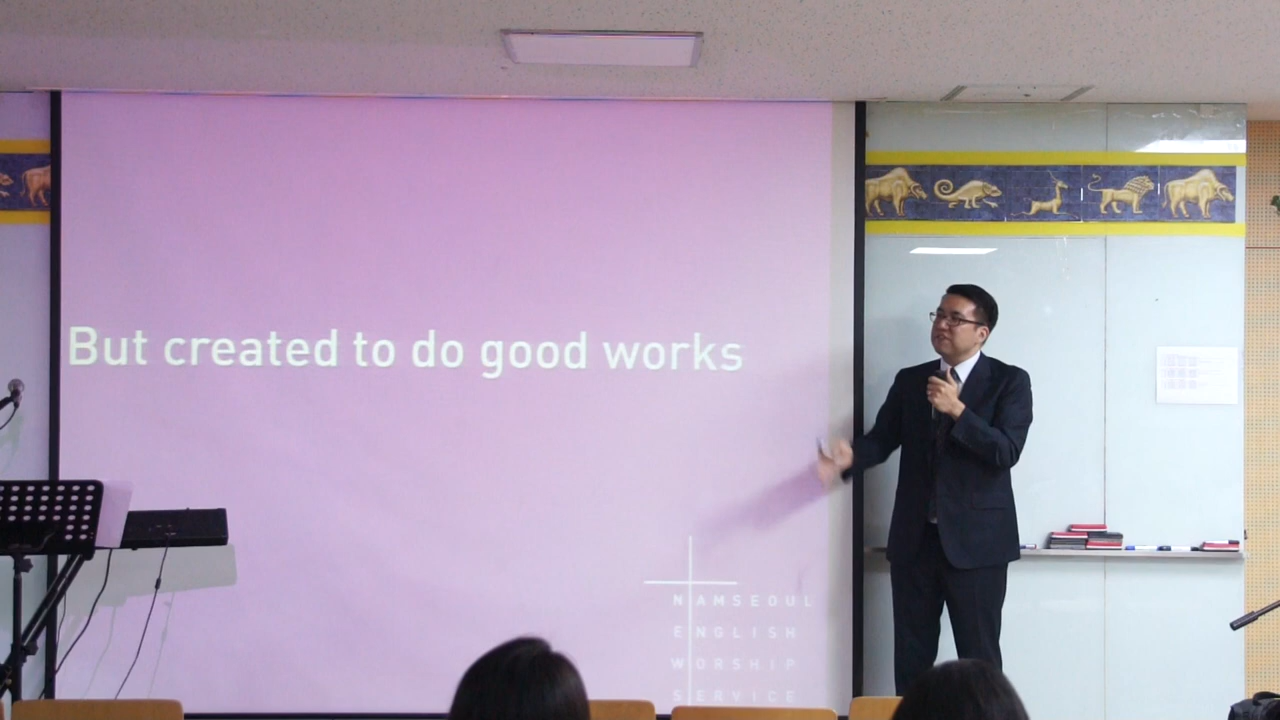 But created to do good works
NAMSEOUL
ENGLISH
WORSHIP
SERVICE